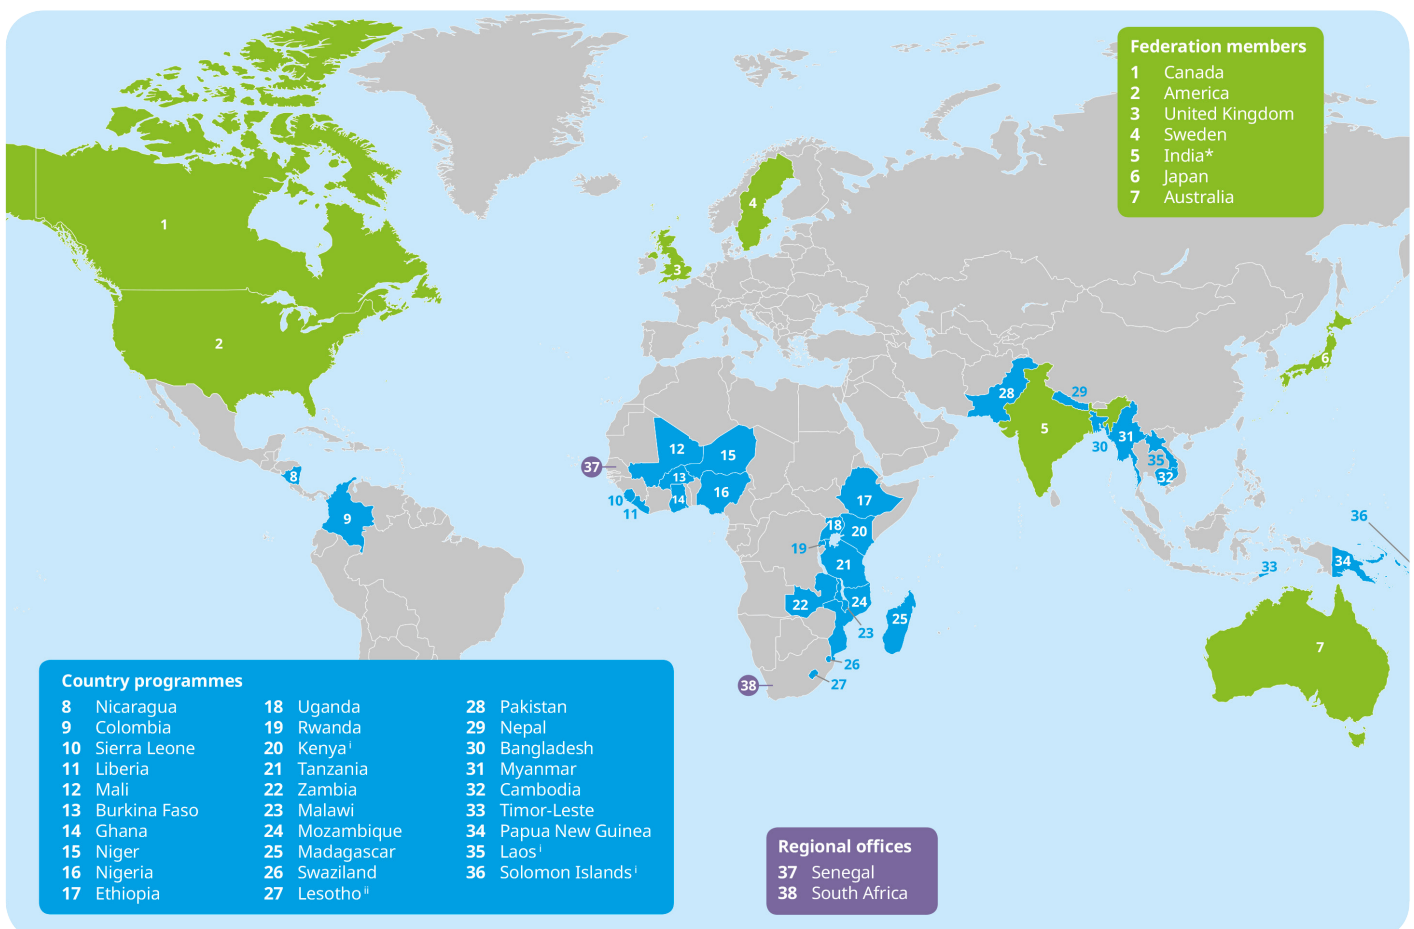 Federation members
1 Canada
2 America
3 United Kingdom
4 Sweden
5 India*
6 Japan
7 Australia
1
2
3
4
5
6
7
8
9
10
11
12
13
14
15
16
17
18
19
20
21
22
23
24
25
26
27
28
29
30
31
32
33
34
35
36
37
38
Country programmes
8 Nicaragua
9 Colombia
10 Sierra Leone
11 Liberia
12 Mali
13 Burkina Faso
14 Ghana
15 Niger
16 Nigeria
17 Ethiopia
18 Uganda
19 Rwanda
20 Kenya i
21 Tanzania
22 Zambia
23 Malawi
24 Mozambique
25 Madagascar
26 Swaziland
27 Lesotho ii
28 Pakistan
29 Nepal
30 Bangladesh
31 Myanmar
32 Cambodia
33 Timor-Leste
34 Papua New Guinea
35 Laos i
36 Solomon Islands i
Regional offices
37 Senegal
38 South Africa